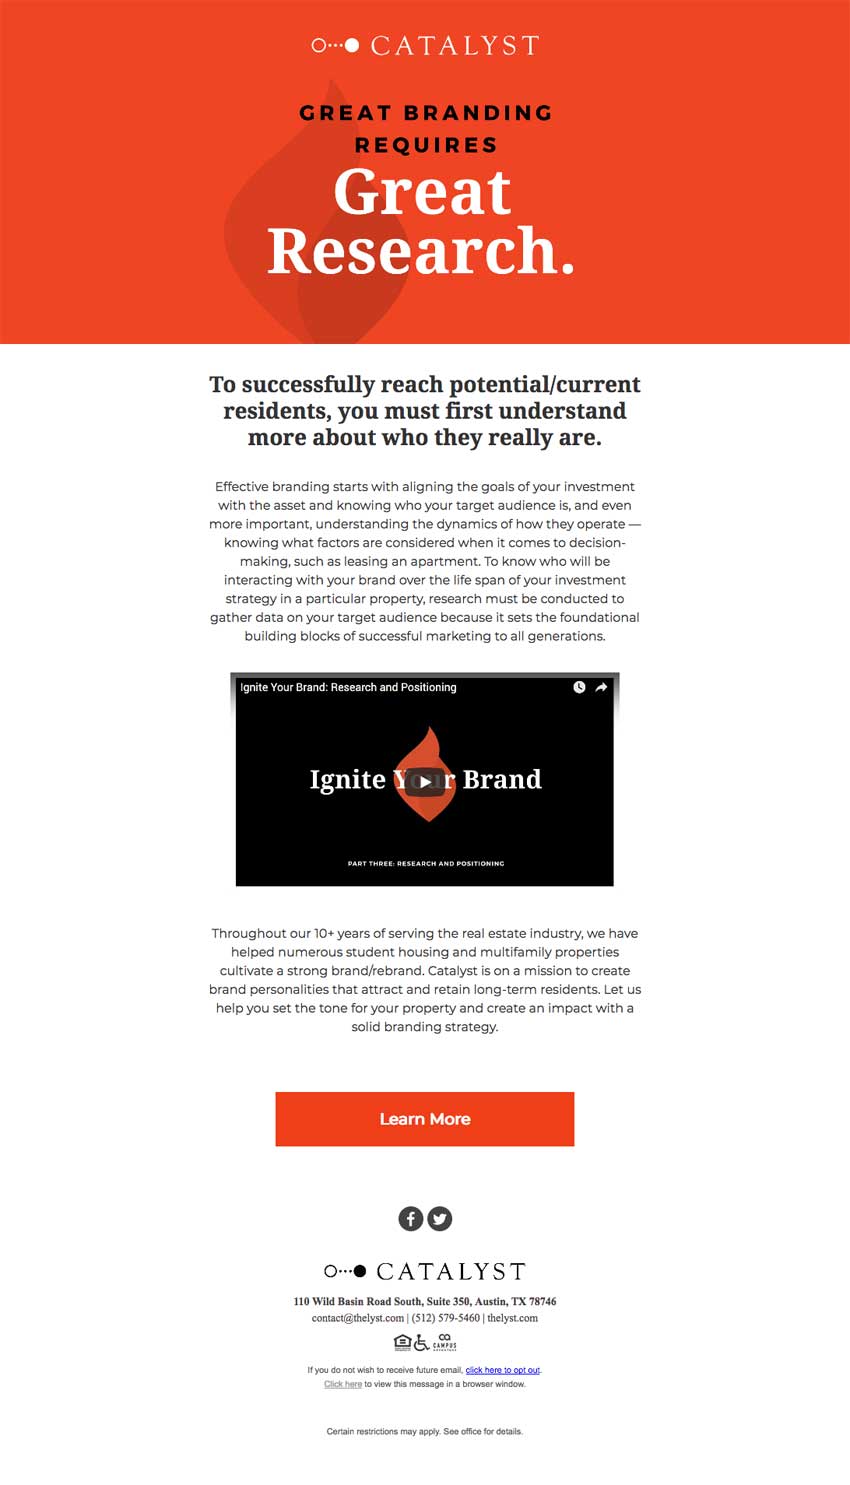 CATALYST
GREAT BRANDING
REQUIRES
Great
Research.
To successfully reach potential/current
residents, you must first understand
more about who they really are.
Effective branding starts with aligning the goals of your investment
with the asset and knowing who your target audience is, and even
more important, understanding the dynamics of how they operate —
knowing what factors are considered when it comes to decision-
making, such as leasing an apartment. To know who will be
interacting with your brand over the life span of your investment
strategy in a particular property, research must be conducted to
gather data on your target audience because it sets the foundational
building blocks of successful marketing to all generations.
Ignite Your Brand: Research and Positioning
Ignite Your Brand
PART THREE: RESEARCH AND POSITIONING
Throughout our 10+ years of serving the real estate industry, we have
helped numerous student housing and multifamily properties
cultivate a strong brand/rebrand. Catalyst is on a mission to create
brand personalities that attract and retain long-term residents. Let us
help you set the tone for your property and create an impact with a
solid branding strategy.
Learn More
CATALYST
110 Wild Basin Road South, Suite 350, Austin, TX 78746
contact@thelyst.com | (512) 579-5460 | thelyst.com
CAMPUS
If you do not wish to receive future email, click here to opt out.
Click here to view this message in a browser window.
Certain restrictions may apply. See office for details.